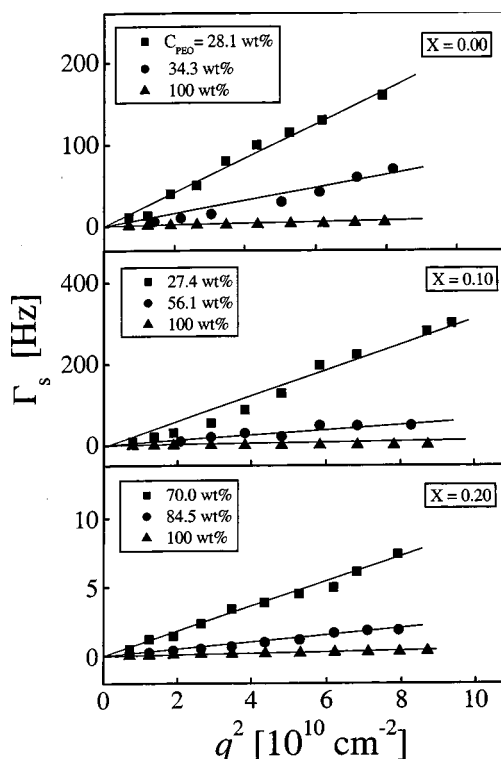 ■ C_PEO = 28.1 wt%
● 34.3 wt%
▲ 100 wt%
X = 0.00
200
100
0
■ 27.4 wt%
● 56.1 wt%
▲ 100 wt%
X = 0.10
400
200
0
Γ_s [Hz]
■ 70.0 wt%
● 84.5 wt%
▲ 100 wt%
X = 0.20
10
5
0
0 2 4 6 8 10
q² [10¹⁰ cm⁻²]